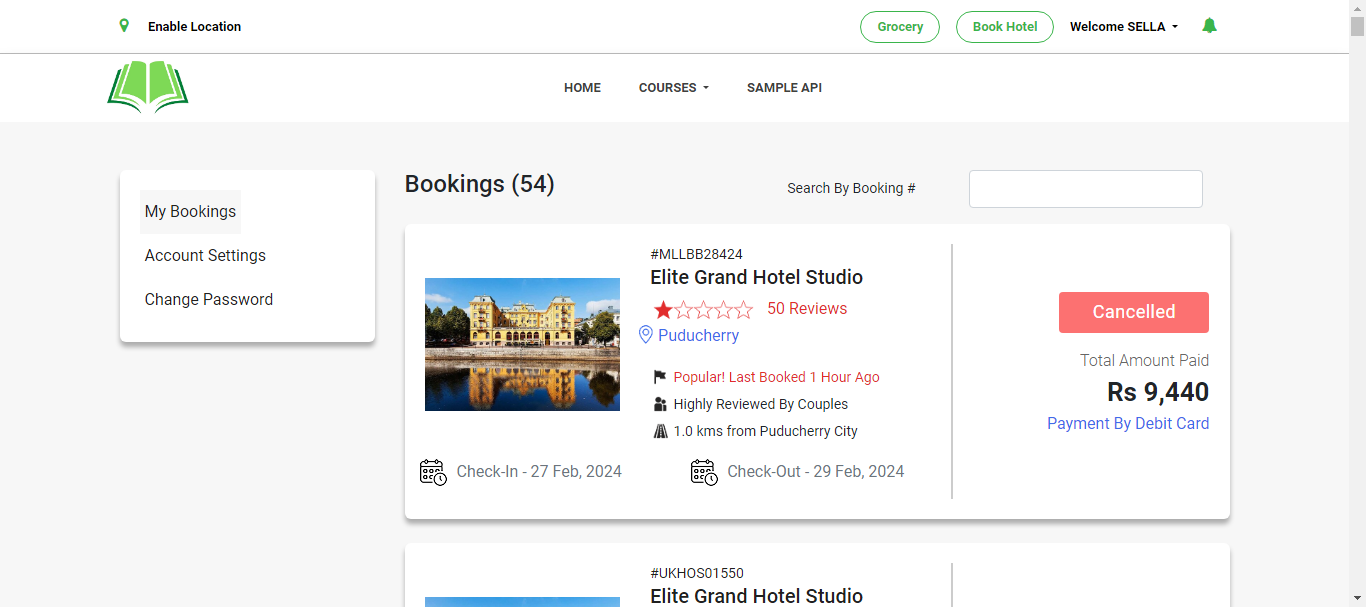 Enable Location
Grocery
Book Hotel
Welcome SELLA
HOME
COURSES
SAMPLE API
My Bookings
Account Settings
Change Password
Bookings (54)
Search By Booking #
#MLLBB28424
Elite Grand Hotel Studio
50 Reviews
Puducherry
Popular! Last Booked 1 Hour Ago
Highly Reviewed By Couples
1.0 kms from Puducherry City
Check-In - 27 Feb, 2024
Check-Out - 29 Feb, 2024
Cancelled
Total Amount Paid
Rs 9,440
Payment By Debit Card
#UKHOS01550
Elite Grand Hotel Studio